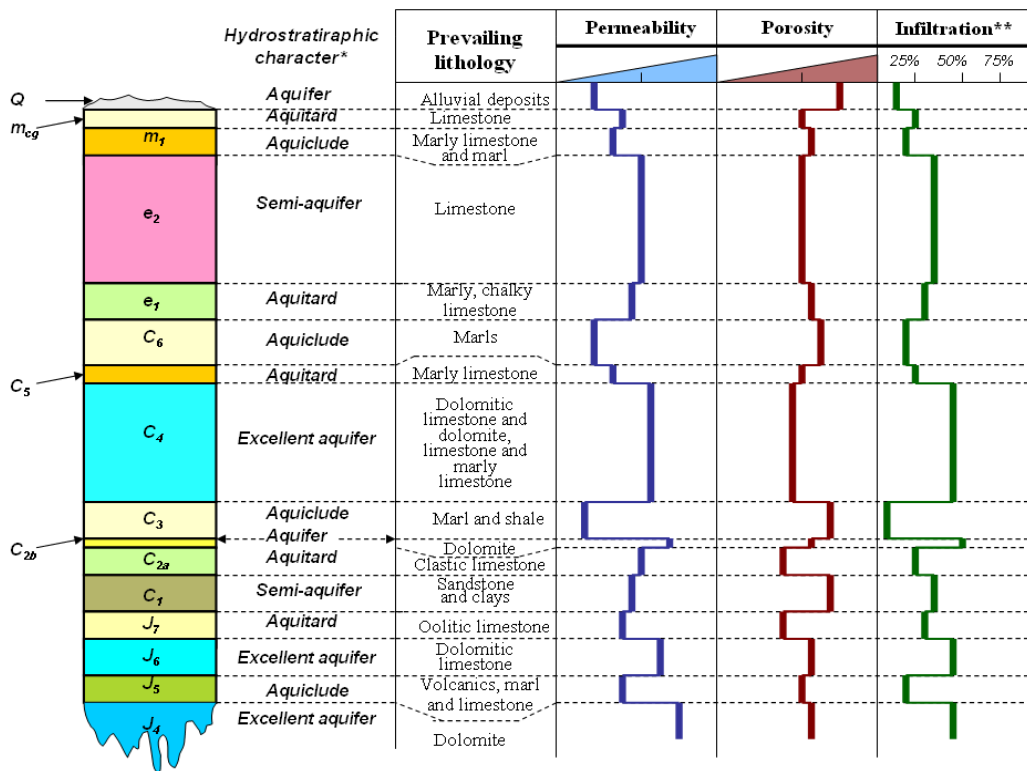 Hydrostratiraphic
character*
Prevailing
lithology
Permeability
Porosity
Infiltration**
25% 50% 75%
Q
Aquifer
Alluvial deposits
mcg
Aquitard
Limestone
m1
Aquiclude
Marly limestone
and marl
e2
Semi-aquifer
Limestone
e1
Aquitard
Marly, chalky
limestone
C6
Aquiclude
Marls
C5
Aquitard
Marly limestone
C4
Excellent aquifer
Dolomitic
limestone and
dolomite,
limestone and
marly
limestone
C3
Aquiclude
Marl and shale
C2b
Aquifer
Dolomite
C2a
Aquitard
Clastic limestone
C1
Semi-aquifer
Sandstone
and clays
J7
Aquitard
Oolitic limestone
J6
Excellent aquifer
Dolomitic
limestone
J5
Aquiclude
Volcanics, marl
and limestone
J4
Excellent aquifer
Dolomite